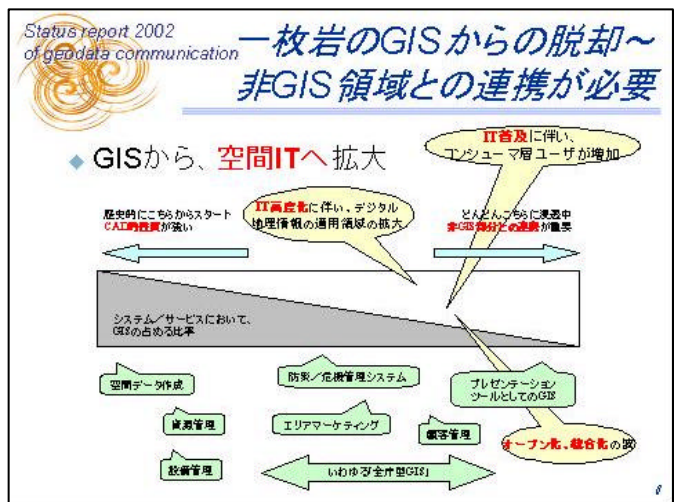 Status report 2002
of geodata communication
一枚岩のGISからの脱却～
非GIS領域との連携が必要
GISから、空間ITへ拡大
IT普及に伴い、
コンシューマ層ユーザが増加
歴史的にこちらからスタート
CAD的性質が強い
IT高度化に伴い、デジタル
地理情報の適用領域の拡大
どんどんこちらに浸透中
非GIS部分との連携が重要
システム／サービスにおいて、
GISの占める比率
空間データ作成
防災／危機管理システム
プレゼンテーション
ツールとしてのGIS
資源管理
エリアマーケティング
顧客管理
オープン化、統合化の波
設備管理
いわゆる「全庁型GIS」